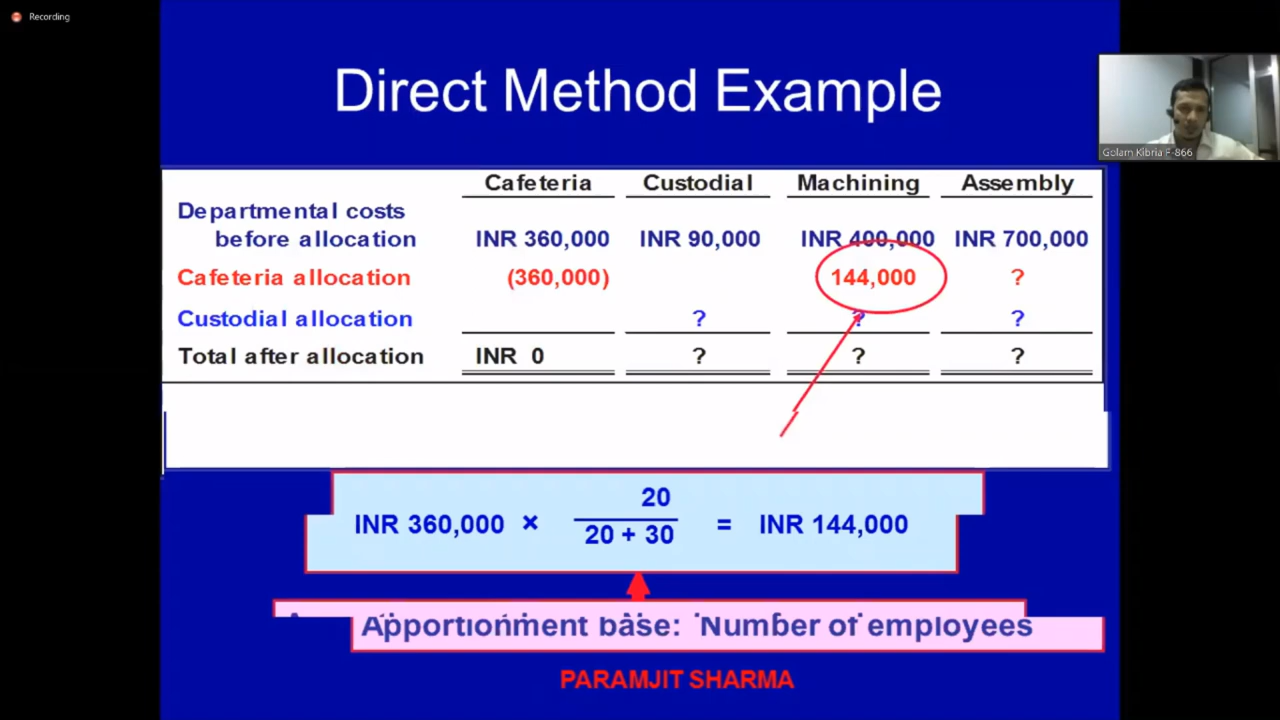 Recording
Direct Method Example
Golam Kibria F-866
Cafeteria Custodial Machining Assembly
Departmental costs
before allocation INR 360,000 INR 90,000 INR 400,000 INR 700,000
Cafeteria allocation (360,000) 144,000 ?
Custodial allocation ? ? ?
Total after allocation INR 0 ? ? ?
20
INR 360,000 × = INR 144,000
20 + 30
Apportionment base: Number of employees
PARAMJIT SHARMA